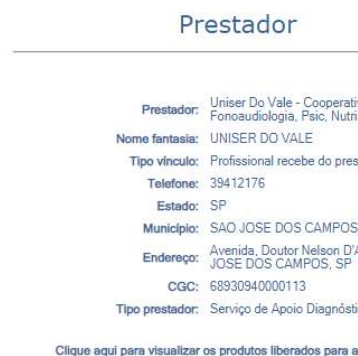 Prestador
Prestador: Uniser Do Vale - Cooperati
Fonoaudiologia, Psic, Nutri
Nome fantasia: UNISER DO VALE
Tipo vínculo: Profissional recebe do pres
Telefone: 39412176
Estado: SP
Município: SAO JOSE DOS CAMPOS
Endereço: Avenida, Doutor Nelson D'
JOSE DOS CAMPOS, SP
CGC: 68930940000113
Tipo prestador: Serviço de Apoio Diagnósti
Clique aqui para visualizar os produtos liberados para a